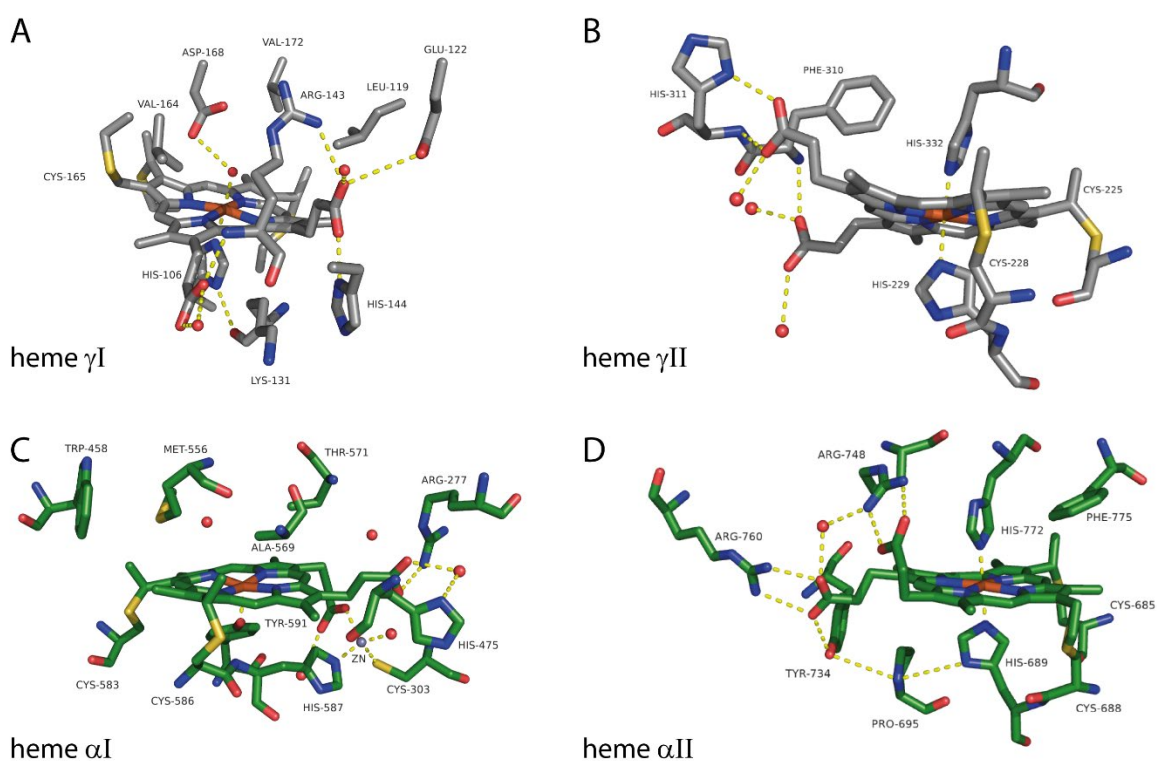 A
ASP-168
VAL-172
GLU-122
ARG-143
LEU-119
VAL-164
CYS-165
HIS-106
HIS-144
LYS-131
heme γI
B
PHE-310
HIS-311
HIS-332
CYS-225
CYS-228
HIS-229
heme γII
C
TRP-458
MET-556
THR-571
ARG-277
ALA-569
TYR-591
HIS-475
ZN
CYS-583
CYS-586
HIS-587
CYS-303
heme αI
D
ARG-748
ARG-760
PHE-775
HIS-772
CYS-685
TYR-734
HIS-689
CYS-688
PRO-695
heme αII